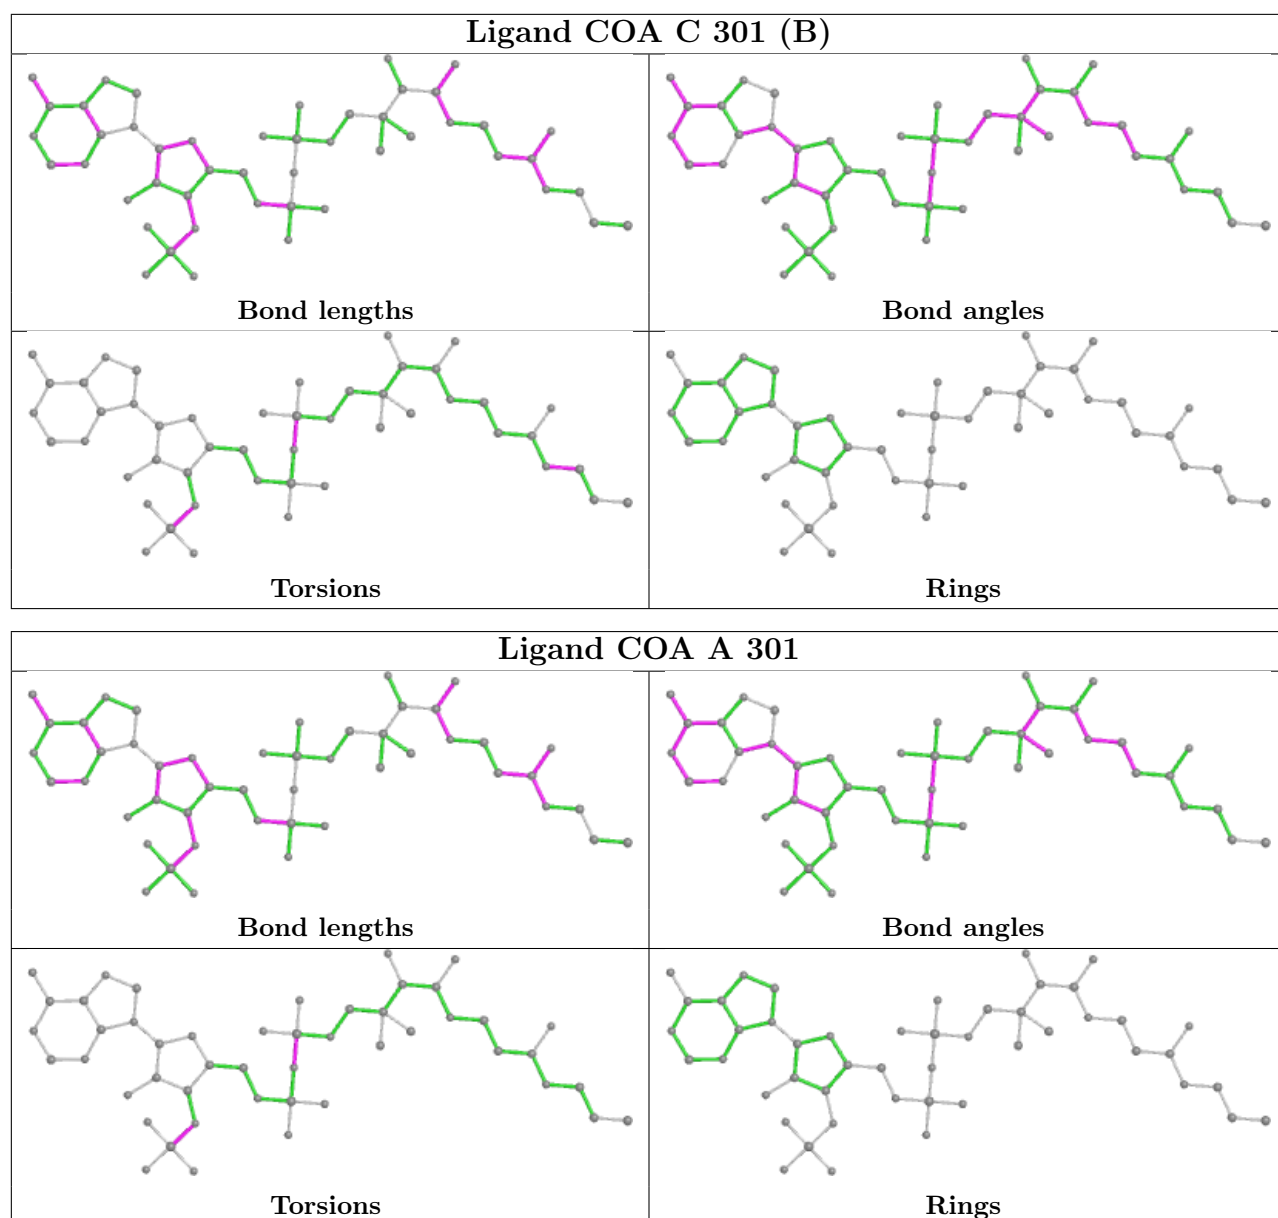 Ligand COA C 301 (B)
Bond lengths
Bond angles
Torsions
Rings
Ligand COA A 301
Bond lengths
Bond angles
Torsions
Rings